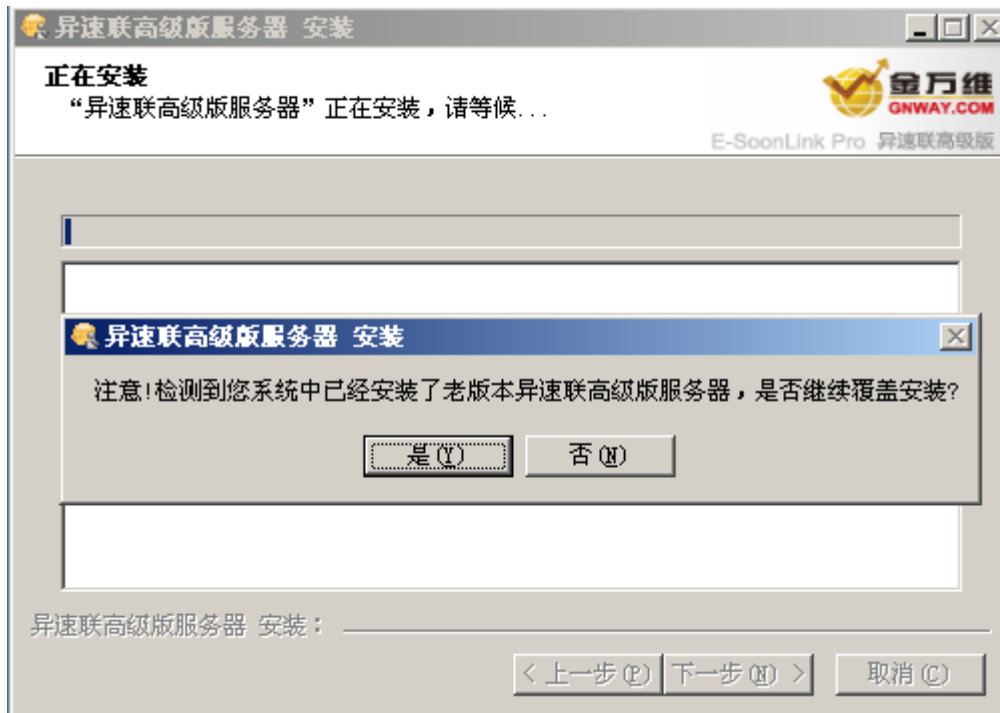 异速联高级版服务器 安装
正在安装
“异速联高级版服务器”正在安装，请等候...
金万维
GNWAY.COM
E-SoonLink Pro 异速联高级版
异速联高级版服务器 安装
注意!检测到您系统中已经安装了老版本异速联高级版服务器，是否继续覆盖安装?
是(Y) 否(N)
异速联高级版服务器 安装：
< 上一步(P) 下一步(N) > 取消(C)